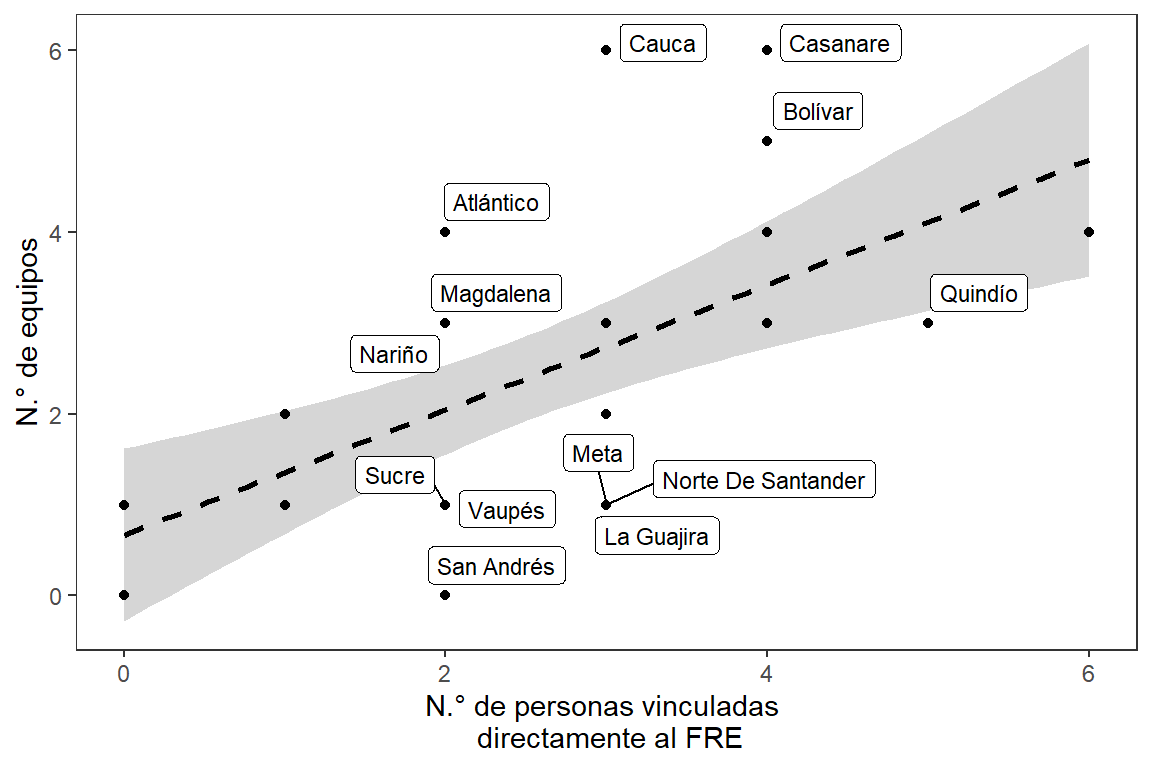 N.° de equipos
6
4
2
0
Cauca
Casanare
Bolívar
Atlántico
Magdalena
Quindío
Nariño
Meta
Sucre
Norte De Santander
Vaupés
La Guajira
San Andrés
0
2
4
6
N.° de personas vinculadas
directamente al FRE